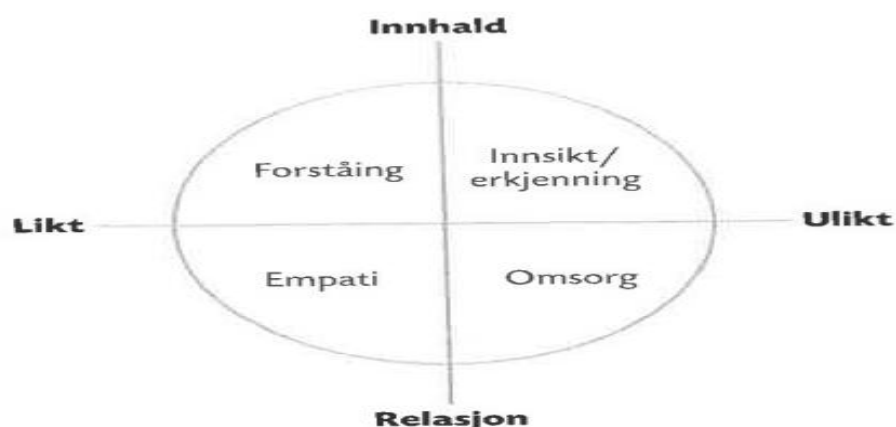 Innhald
Forståing
Innsikt/
erkjenning
Likt
Ulikt
Empati
Omsorg
Relasjon